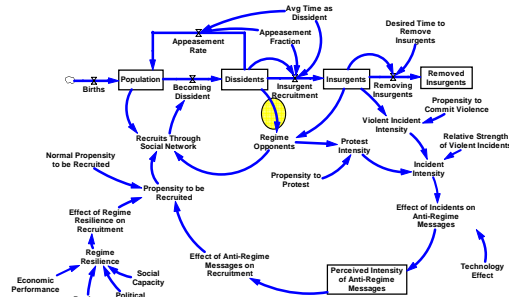 Avg Time as
Dissident
Desired Time to
Remove
Insurgents
Appeasement
Fraction
Appeasement
Rate
Population
Dissidents
Insurgents
Removed
Insurgents
Births
Becoming
Dissident
Insurgent
Recruitment
Removing
Insurgents
Propensity to
Commit Violence
Violent Incident
Intensity
Recruits Through
Social Network
Regime
Opponents
Protest
Intensity
Relative Strength
of Violent Incidents
Normal Propensity
to be Recruited
Incident
Intensity
Propensity to
Protest
Propensity to be
Recruited
Effect of Regime
Resilience on
Recruitment
Effect of Incidents on
Anti-Regime
Messages
Regime
Resilience
Effect of Anti-Regime
Messages on
Recruitment
Technology
Effect
Economic
Performance
Social
Capacity
Perceived Intensity
of Anti-Regime
Messages
Political